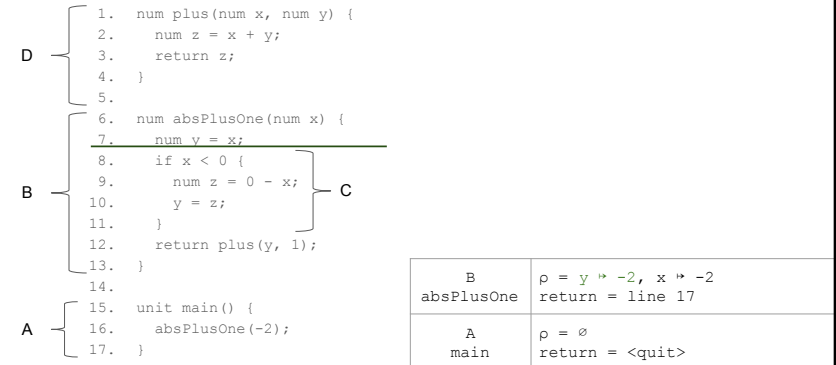 1. num plus(num x, num y) {
2. num z = x + y;
D
3. return z;
4. }
5.
6. num absPlusOne(num x) {
7. num y = x;
8. if x < 0 {
9. num z = 0 - x;
B
C
10. y = z;
11. }
12. return plus(y, 1);
13. }
14.
15. unit main() {
A
16. absPlusOne(-2);
17. }
B
absPlusOne
ρ = y ↦ -2, x ↦ -2
return = line 17
A
main
ρ = ∅
return = <quit>